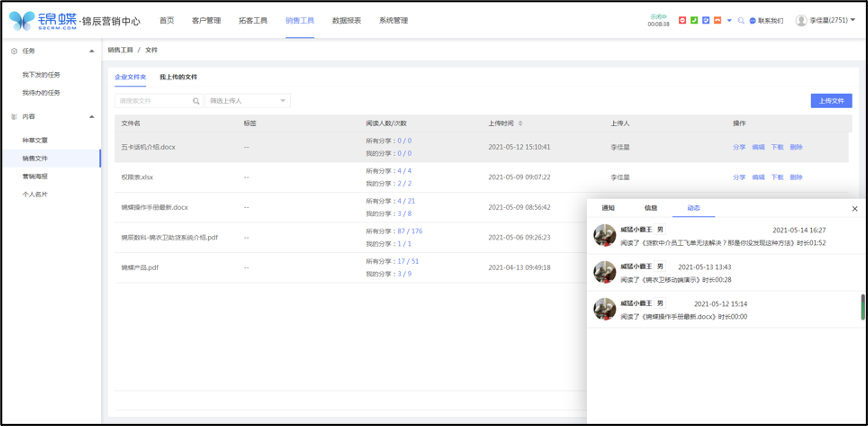 锦蝶 SZCRM.COM ·锦辰营销中心 首页 客户管理 拓客工具 销售工具 数据报表 系统管理 示闲中 00:08:38 联系我们 李佳星(2751)
任务
我下发的任务
我待办的任务
内容
种草文章
销售文件
营销海报
个人名片
销售工具 / 文件
企业文件夹 我上传的文件
请搜索文件 筛选上传人 上传文件
文件名 标签 阅读人数/次数 上传时间 上传人 操作
五卡话机介绍.docx -- 所有分享：0 / 0 2021-05-12 15:10:41 李佳星 分享 编辑 下载 删除
我的分享：0 / 0
权限表.xlsx -- 所有分享：4 / 4 2021-05-09 09:07:22 李佳星 分享 编辑 下载 删除
我的分享：2 / 2
锦蝶操作手册最新.docx -- 所有分享：4 / 21 2021-05-09 08:56:42
我的分享：3 / 8
锦辰数科-锦衣卫助贷系统介绍.pdf -- 所有分享：87 / 176 2021-05-06 09:26:23
我的分享：1 / 1
锦蝶产品.pdf -- 所有分享：17 / 51 2021-04-13 09:49:18
我的分享：3 / 9
通知 信息 动态
威猛小霸王 男 2021-05-14 16:27
阅读了《贷款中介员工飞单无法解决？那是你没发现这种方法》时长01:52
威猛小霸王 男 2021-05-13 13:43
阅读了《锦衣卫移动端演示》时长00:28
威猛小霸王 男 2021-05-12 15:14
阅读了《锦蝶操作手册最新.docx》时长00:00